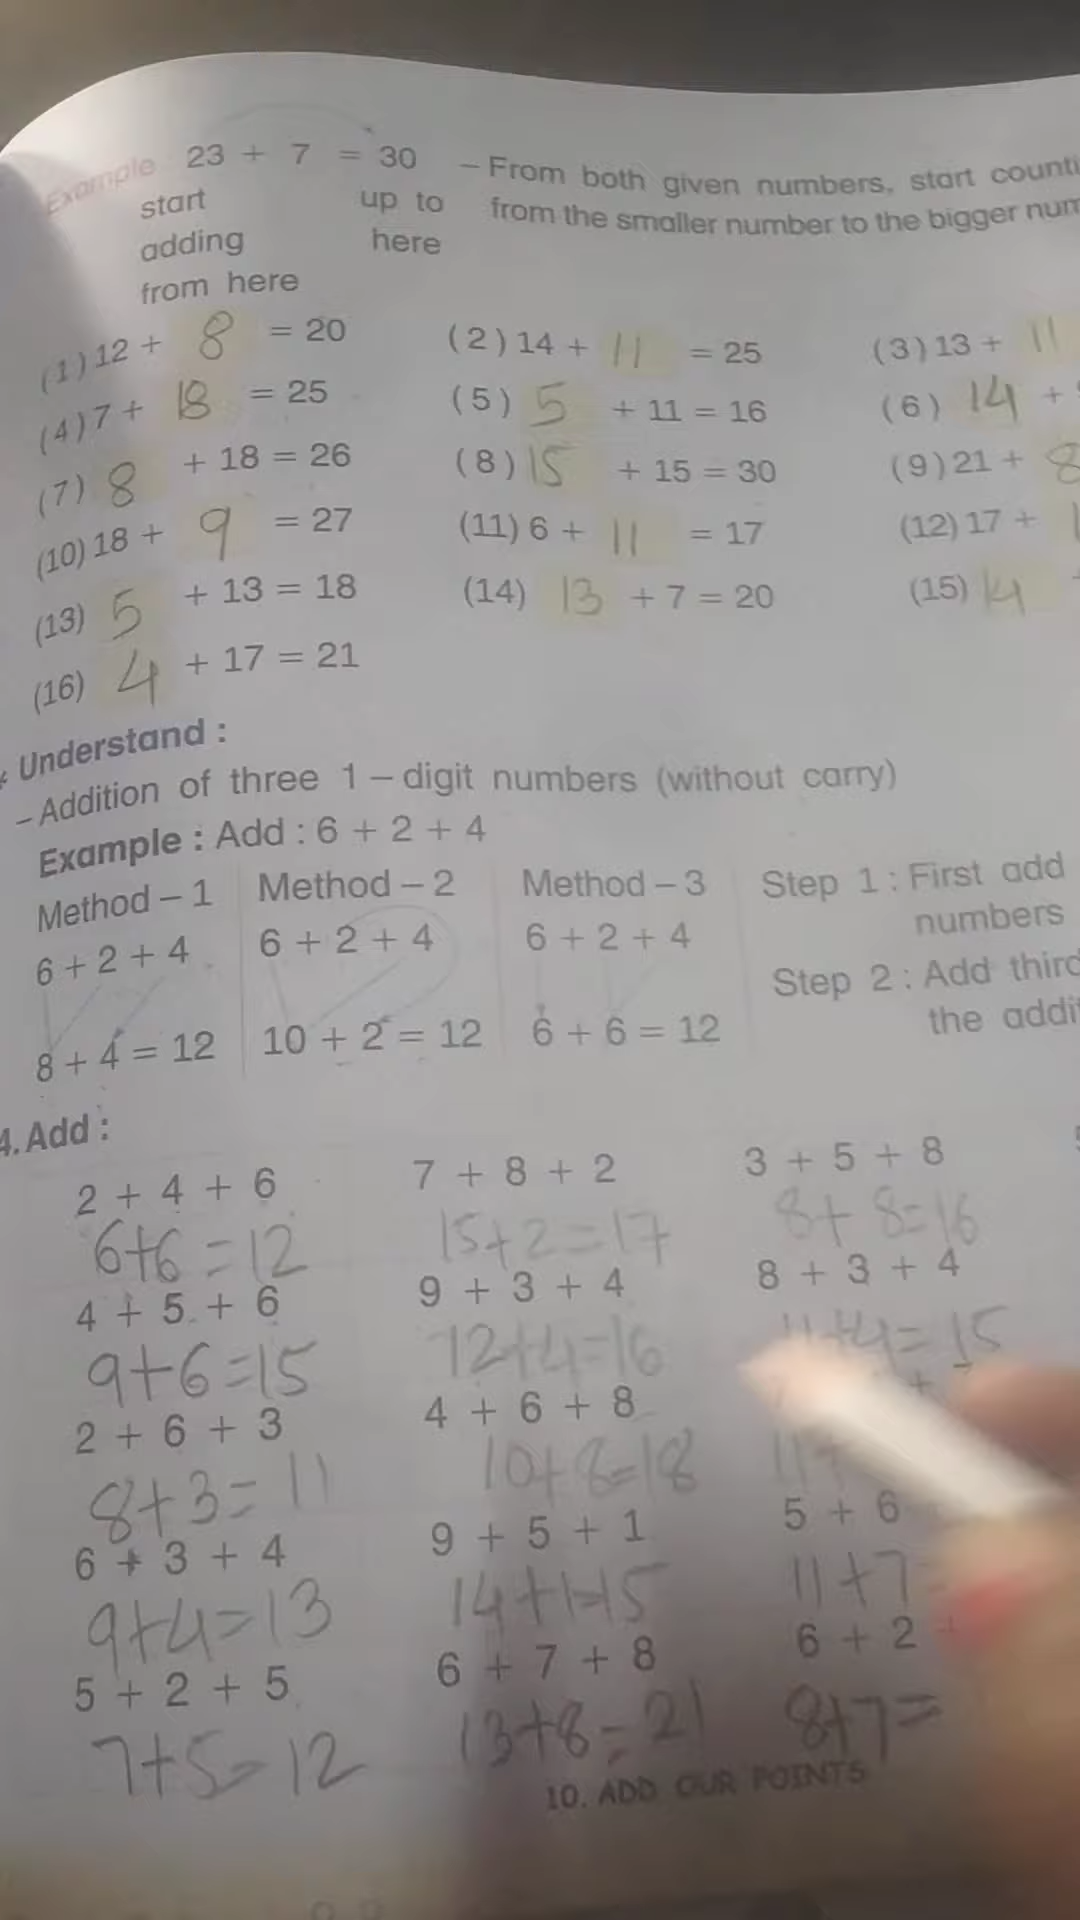 Example 23 + 7 = 30 – From both given numbers, start
start up to from the smaller number to the bigger
adding here
from here
(1) 12 + 8 = 20 (2) 14 + 11 = 25 (3) 13 + 11
(4) 7 + 18 = 25 (5) 5 + 11 = 16 (6) 14 +
(7) 8 + 18 = 26 (8) 15 + 15 = 30 (9) 21 + 8
(10) 18 + 9 = 27 (11) 6 + 11 = 17 (12) 17 +
(13) 5 + 13 = 18 (14) 13 + 7 = 20 (15) 14
(16) 4 + 17 = 21
Understand :
– Addition of three 1 – digit numbers (without carry)
Example : Add : 6 + 2 + 4
Method – 1 Method – 2 Method – 3 Step 1 : First add
6 + 2 + 4 6 + 2 + 4 6 + 2 + 4 numbers
Step 2 : Add third
8 + 4 = 12 10 + 2 = 12 6 + 6 = 12 the
4. Add :
2 + 4 + 6 7 + 8 + 2 3 + 5 + 8
6+6 = 12 15+2=17 8+8=16
4 + 5 + 6 9 + 3 + 4 8 + 3 + 4
9+6=15 12+4=16 11+4=15
2 + 6 + 3 4 + 6 + 8
8+3= 11 10+8=18 11+
6 + 3 + 4 9 + 5 + 1 5 + 6
9+4=13 14+1=15 11+7=
5 + 2 + 5 6 + 7 + 8 6 + 2
7+5=12 13+8=21 8+7=
10. ADD OUR POINTS